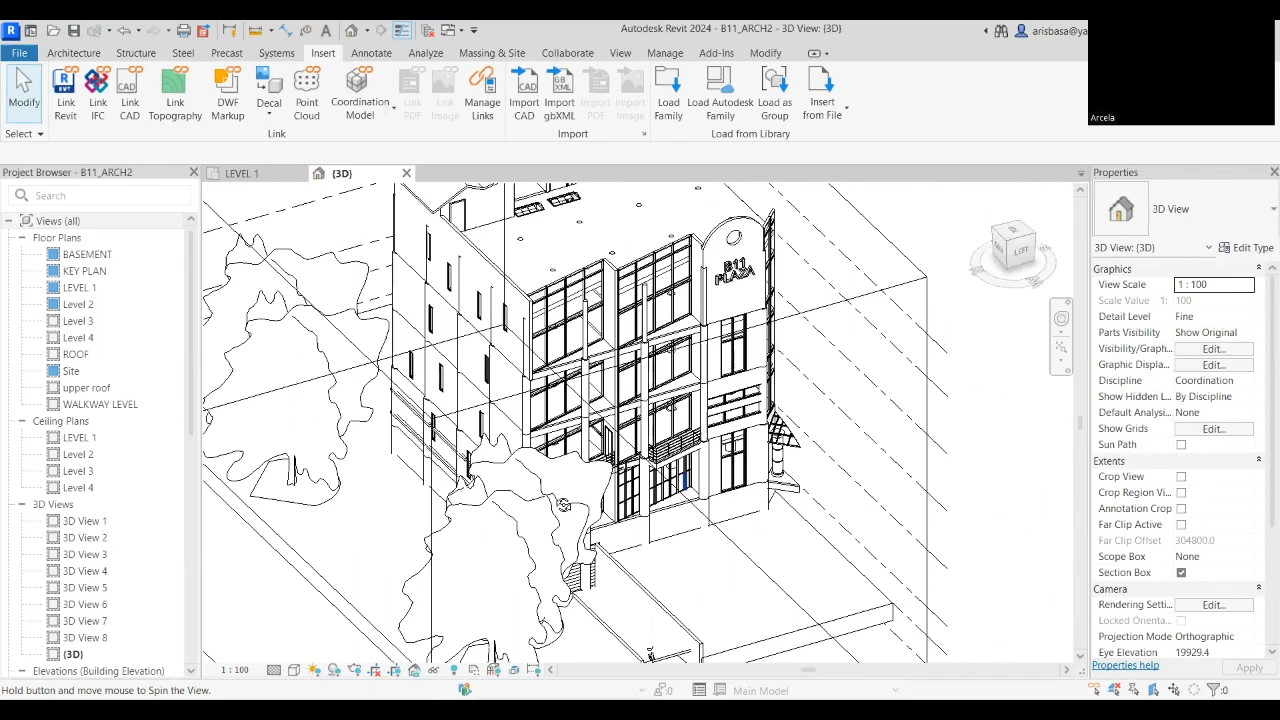 Autodesk Revit 2024 - B11_ARCH2 - 3D View: {3D}
arisbasa@ya
File Architecture Structure Steel Precast Systems Insert Annotate Analyze Massing & Site Collaborate View Manage Add-Ins Modify
Modify
Link Revit
Link IFC
Link CAD
Link Topography
DWF Markup
Decal
Point Cloud
Coordination Model
Link PDF
Link Image
Manage Links
Import CAD
Import gbXML
Import PDF
Import Image
Load Family
Load Autodesk Family
Load as Group
Insert from File
Arcela
Select
Link
Import
Load from Library
Project Browser - B11_ARCH2
LEVEL 1
{3D}
Search
Views (all)
Floor Plans
BASEMENT
KEY PLAN
LEVEL 1
Level 2
Level 3
Level 4
ROOF
Site
upper roof
WALKWAY LEVEL
Ceiling Plans
LEVEL 1
Level 2
Level 3
Level 4
3D Views
3D View 1
3D View 2
3D View 3
3D View 4
3D View 5
3D View 6
3D View 7
3D View 8
{3D}
Elevations (Building Elevation)
B11
PLAZA
LEFT
Properties
3D View
3D View: {3D} Edit Type
Graphics
View Scale 1 : 100
Scale Value 1: 100
Detail Level Fine
Parts Visibility Show Original
Visibility/Graph... Edit...
Graphic Displa... Edit...
Discipline Coordination
Show Hidden L... By Discipline
Default Analysi... None
Show Grids Edit...
Sun Path
Extents
Crop View
Crop Region Vi...
Annotation Crop
Far Clip Active
Far Clip Offset 304800.0
Scope Box None
Section Box
Camera
Rendering Setti... Edit...
Locked Orienta...
Projection Mode Orthographic
Eye Elevation 19929.4
Properties help Apply
1 : 100
Hold button and move mouse to Spin the View.
:0
Main Model
:0